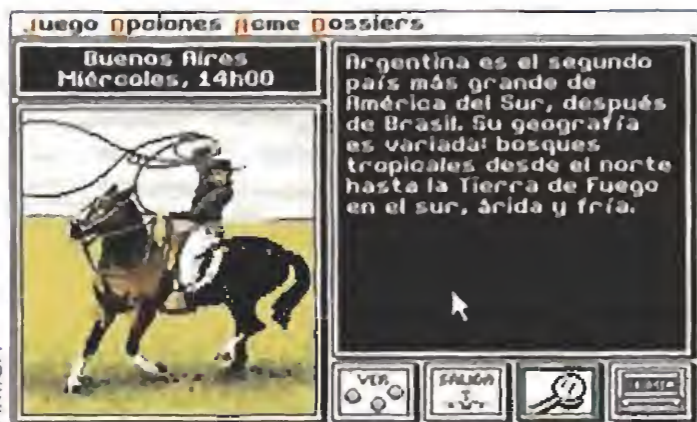 Juego Opciones Acme Dossiers
Buenos Aires
Miércoles, 14h00
Argentina es el segundo
país más grande de
América del Sur, después
de Brasil. Su geografía
es variada: bosques
tropicales desde el norte
hasta la Tierra de Fuego
en el sur, árida y fría.
VER
SALIDA